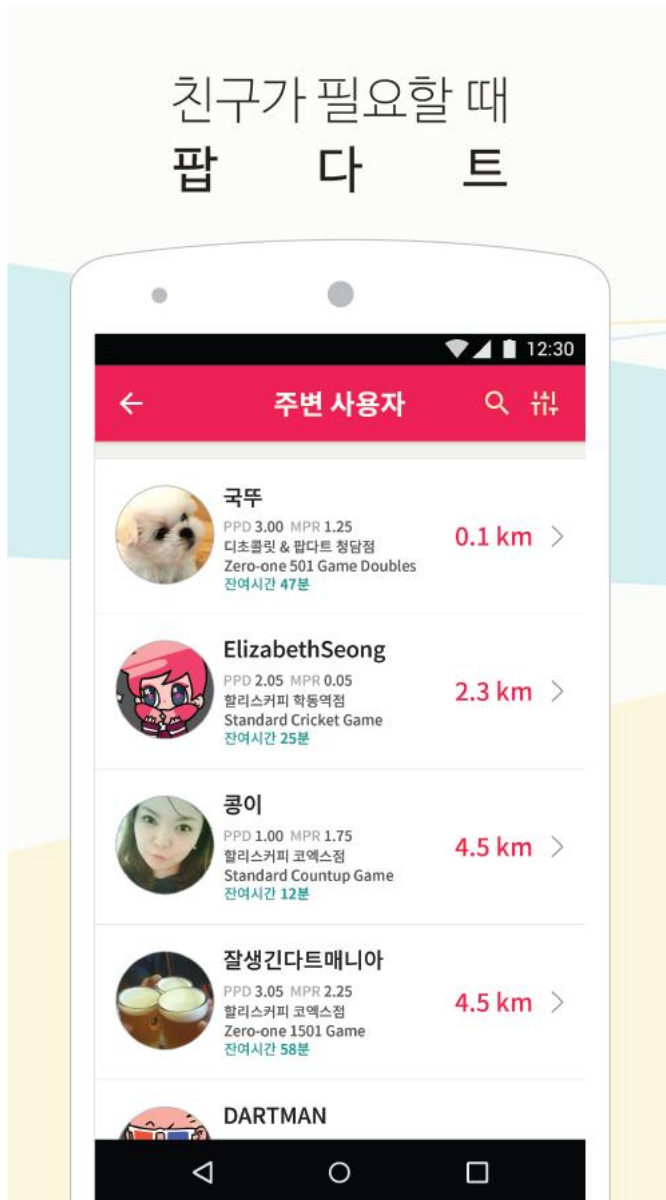 친구가 필요할 때
팝 다 트
12:30
주변 사용자
국뚜
PPD 3.00 MPR 1.25
디초콜릿 & 팝다트 청담점
Zero-one 501 Game Doubles
잔여시간 47분
0.1 km
ElizabethSeong
PPD 2.05 MPR 0.05
할리스커피 학동역점
Standard Cricket Game
잔여시간 25분
2.3 km
콩이
PPD 1.00 MPR 1.75
할리스커피 코엑스점
Standard Countup Game
잔여시간 12분
4.5 km
잘생긴다트매니아
PPD 3.05 MPR 2.25
할리스커피 코엑스점
Zero-one 1501 Game
잔여시간 58분
4.5 km
DARTMAN